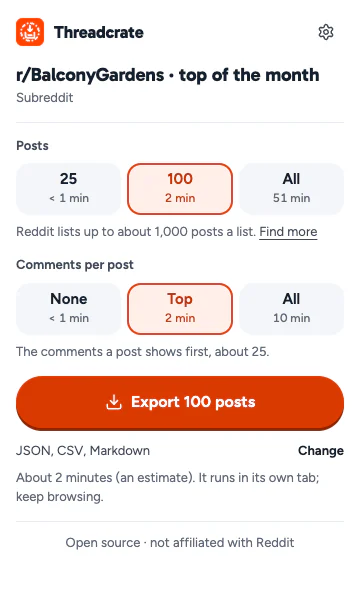 Threadcrate
r/BalconyGardens · top of the month
Subreddit
Posts
25
< 1 min
100
2 min
All
51 min
Reddit lists up to about 1,000 posts a list. Find more
Comments per post
None
< 1 min
Top
2 min
All
10 min
The comments a post shows first, about 25.
Export 100 posts
JSON, CSV, Markdown
Change
About 2 minutes (an estimate). It runs in its own tab;
keep browsing.
Open source · not affiliated with Reddit